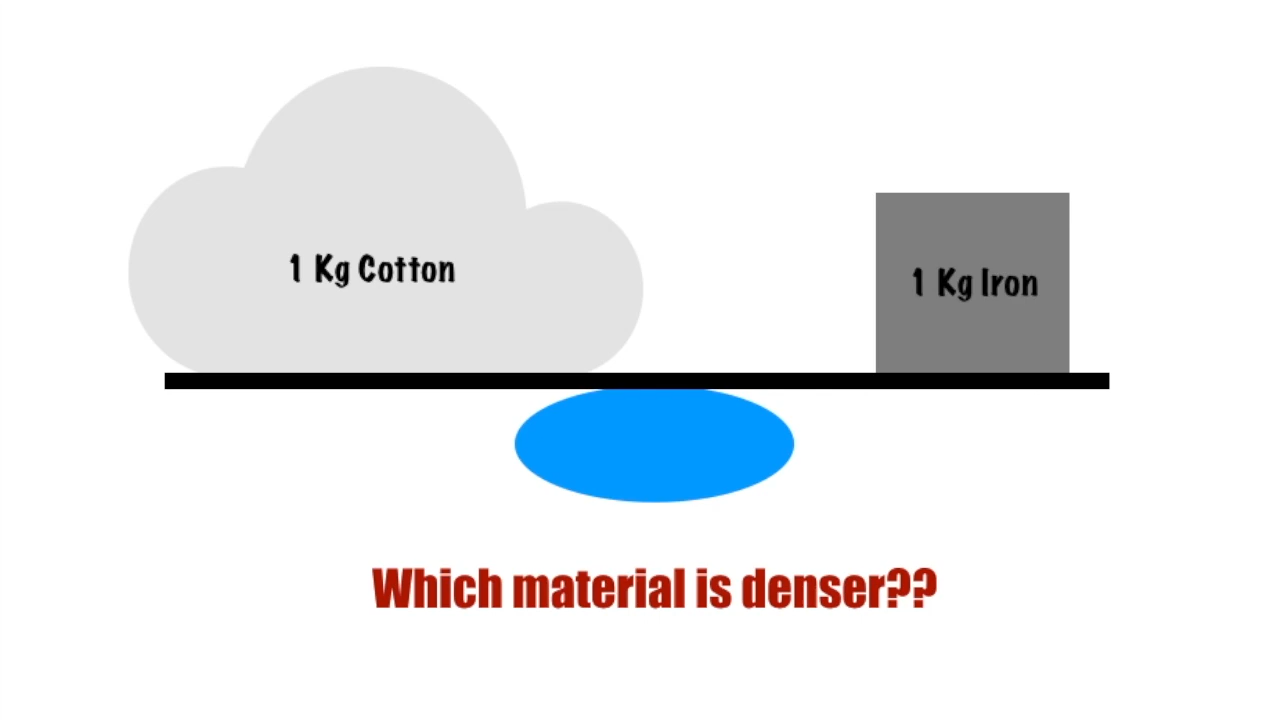 1 Kg Cotton
1 Kg Iron
Which material is denser??